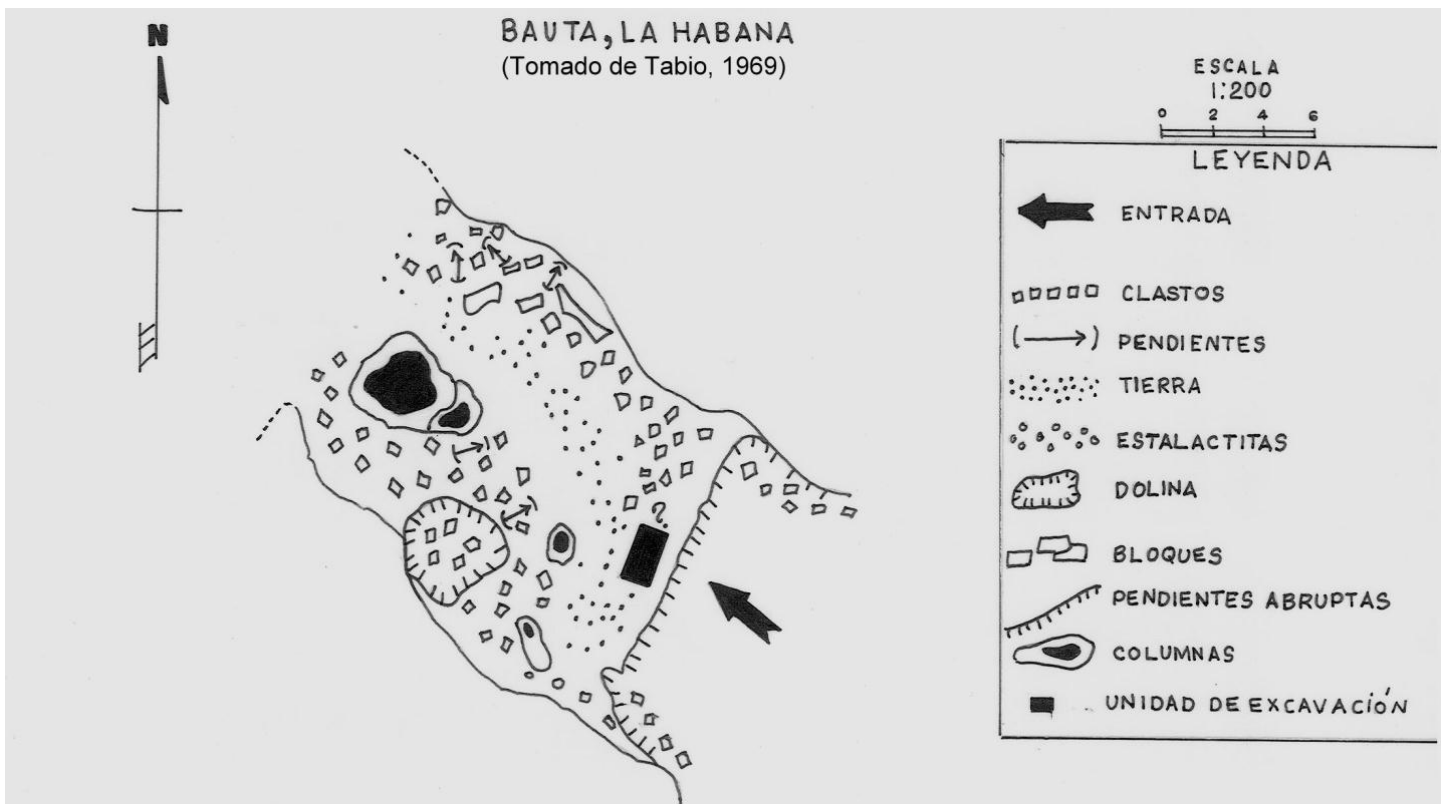 N
BAUTA, LA HABANA
(Tomado de Tabio, 1969)
ESCALA
1:200
0 2 4 6
LEYENDA
ENTRADA
CLASTOS
PENDIENTES
TIERRA
ESTALACTITAS
DOLINA
BLOQUES
PENDIENTES ABRUPTAS
COLUMNAS
UNIDAD DE EXCAVACIÓN
?